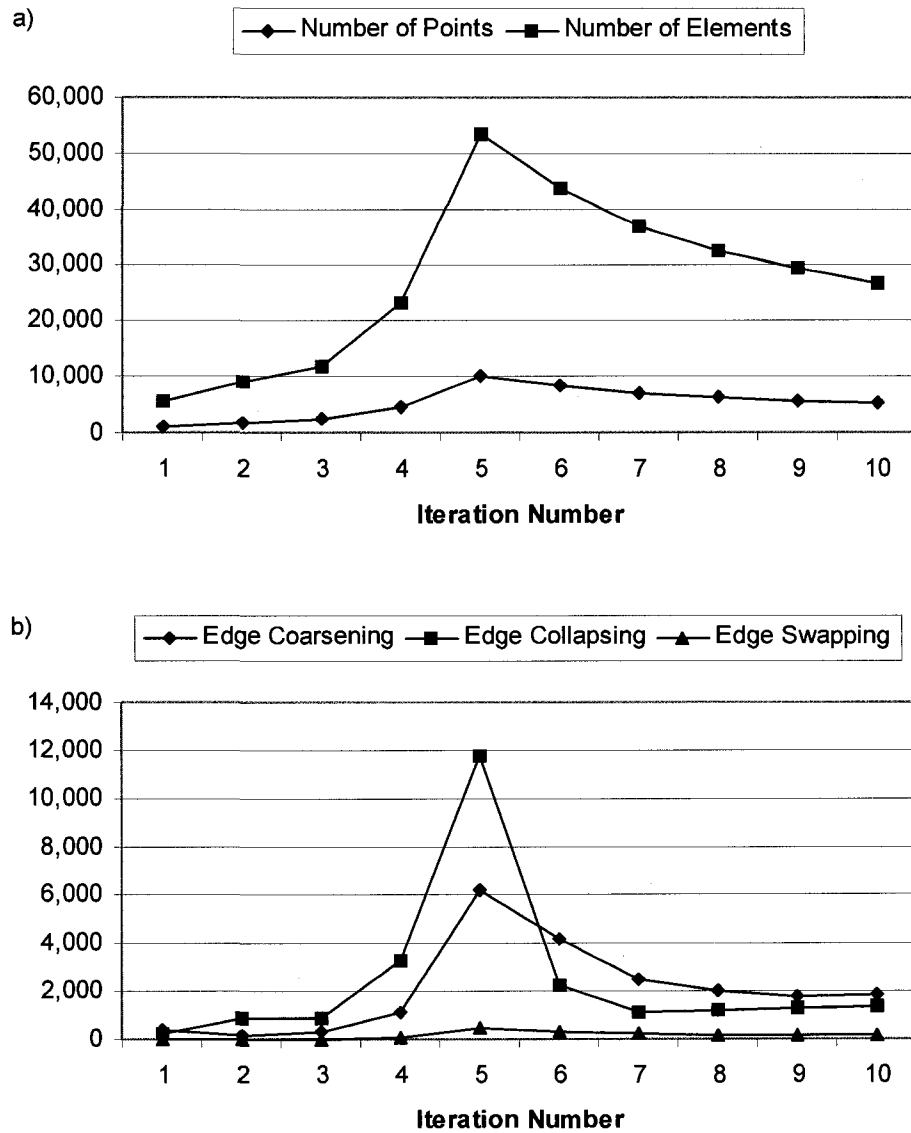 a)
Number of Points Number of Elements
60,000
50,000
40,000
30,000
20,000
10,000
0
1 2 3 4 5 6 7 8 9 10
Iteration Number
b)
Edge Coarsening Edge Collapsing Edge Swapping
14,000
12,000
10,000
8,000
6,000
4,000
2,000
0
1 2 3 4 5 6 7 8 9 10
Iteration Number